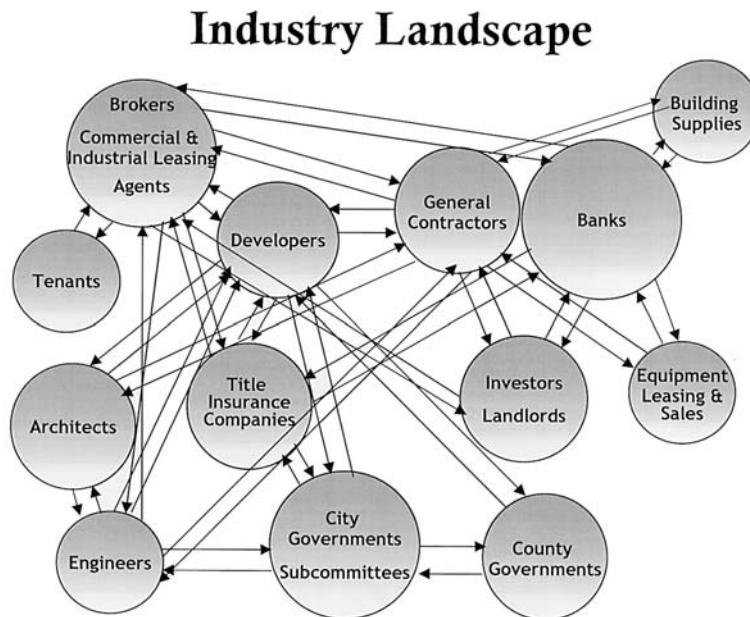 Industry Landscape
Brokers
Commercial &
Industrial Leasing
Agents
Building
Supplies
General
Contractors
Banks
Developers
Tenants
Title
Insurance
Companies
Investors
Landlords
Equipment
Leasing &
Sales
Architects
City
Governments
Subcommittees
Engineers
County
Governments